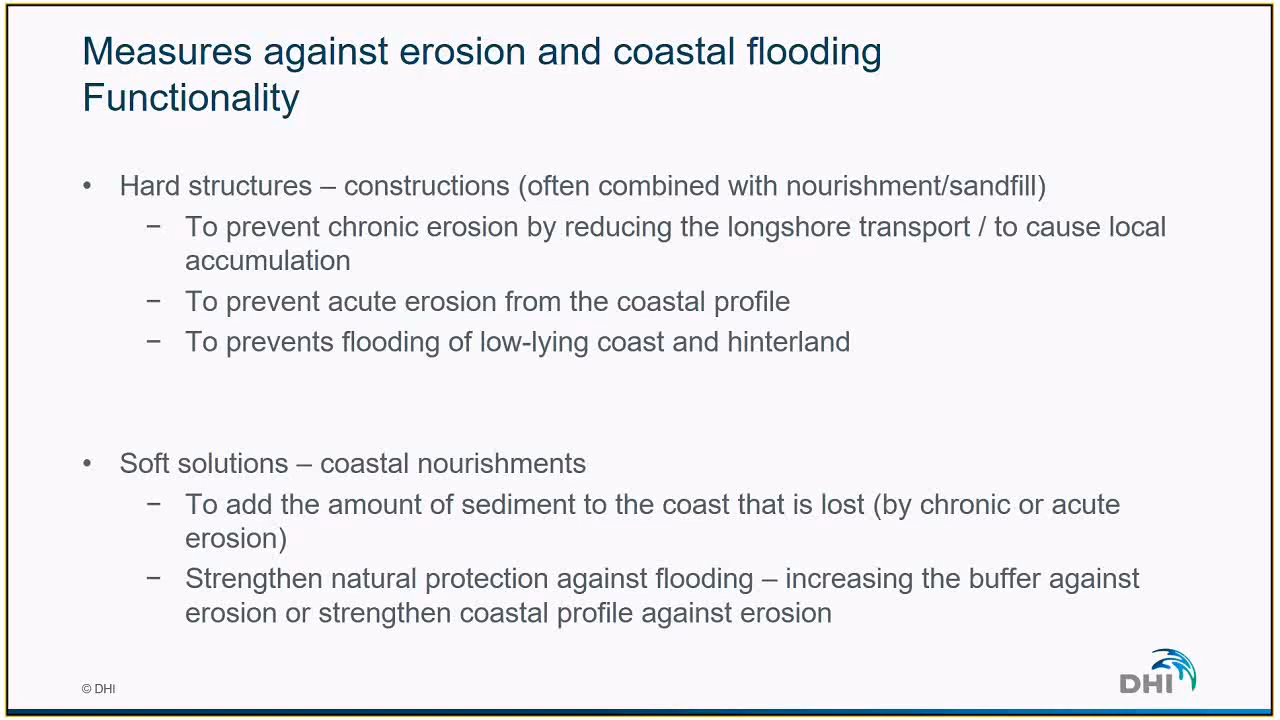 Measures against erosion and coastal flooding
Functionality
• Hard structures – constructions (often combined with nourishment/sandfill)
− To prevent chronic erosion by reducing the longshore transport / to cause local
accumulation
− To prevent acute erosion from the coastal profile
− To prevents flooding of low-lying coast and hinterland
• Soft solutions – coastal nourishments
− To add the amount of sediment to the coast that is lost (by chronic or acute
erosion)
− Strengthen natural protection against flooding – increasing the buffer against
erosion or strengthen coastal profile against erosion
© DHI
DHI